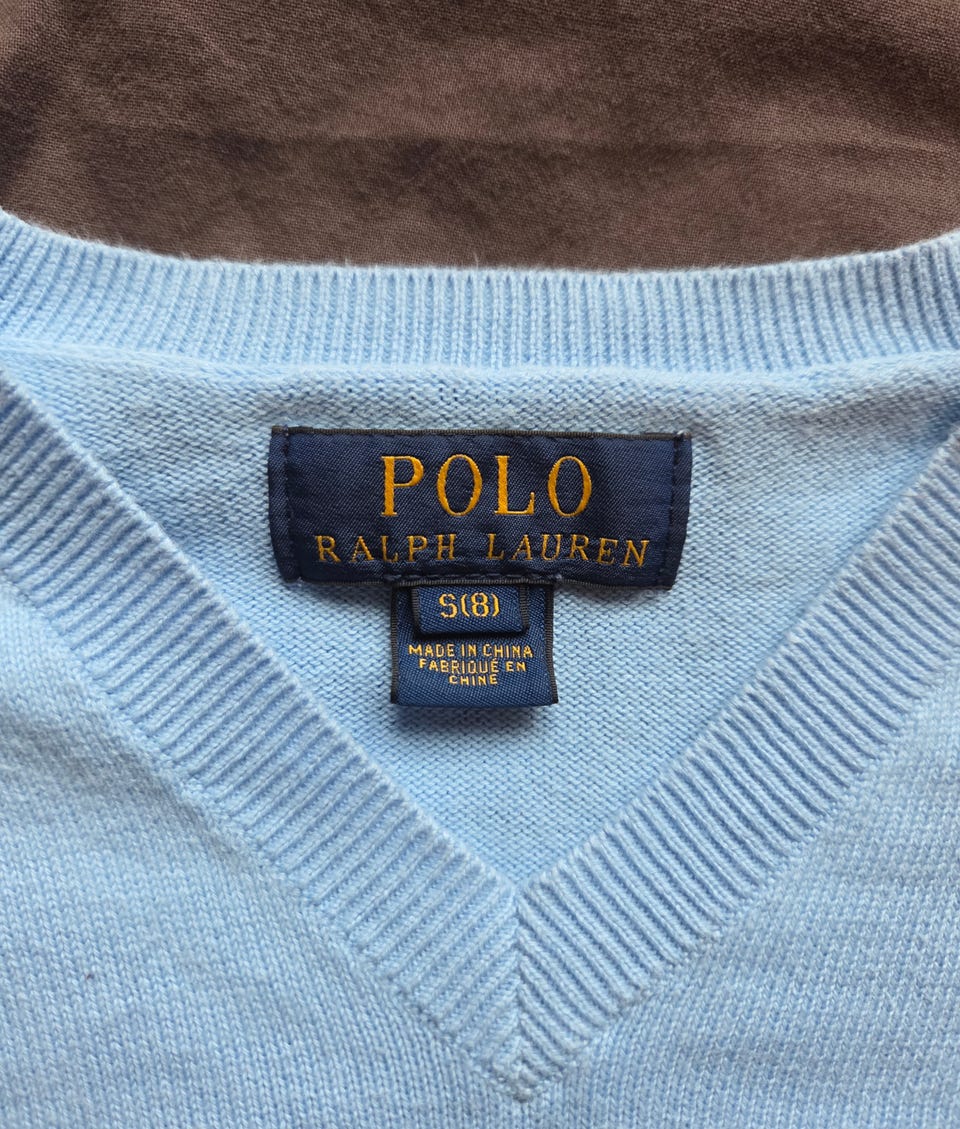 POLO
RALPH LAUREN
S(8)
MADE IN CHINA
FABRIQUÉ EN
CHINE